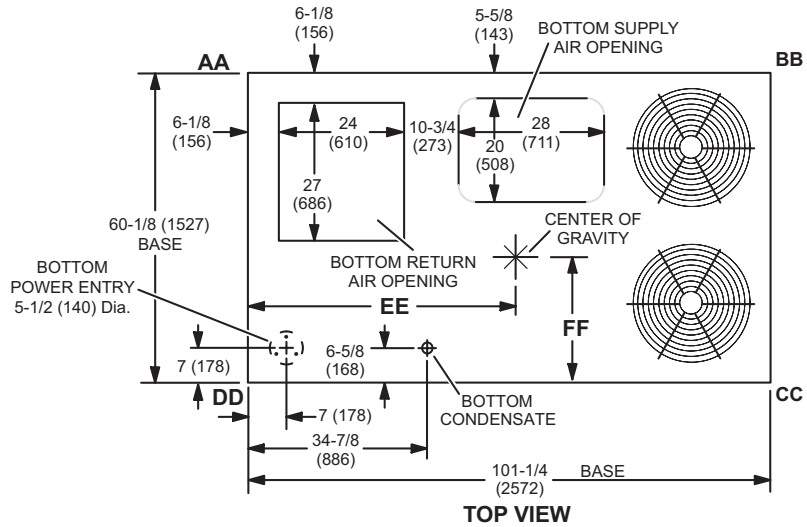 6-1/8
(156)
5-5/8
(143)
BOTTOM SUPPLY
AIR OPENING
AA
BB
6-1/8
(156)
24
(610)
10-3/4
(273)
28
(711)
20
(508)
27
(686)
60-1/8 (1527)
BASE
CENTER OF
GRAVITY
BOTTOM RETURN
AIR OPENING
BOTTOM
POWER ENTRY
5-1/2 (140) Dia.
EE
FF
7 (178)
6-5/8
(168)
DD
CC
7 (178)
BOTTOM
CONDENSATE
34-7/8
(886)
101-1/4
(2572)
BASE
TOP VIEW